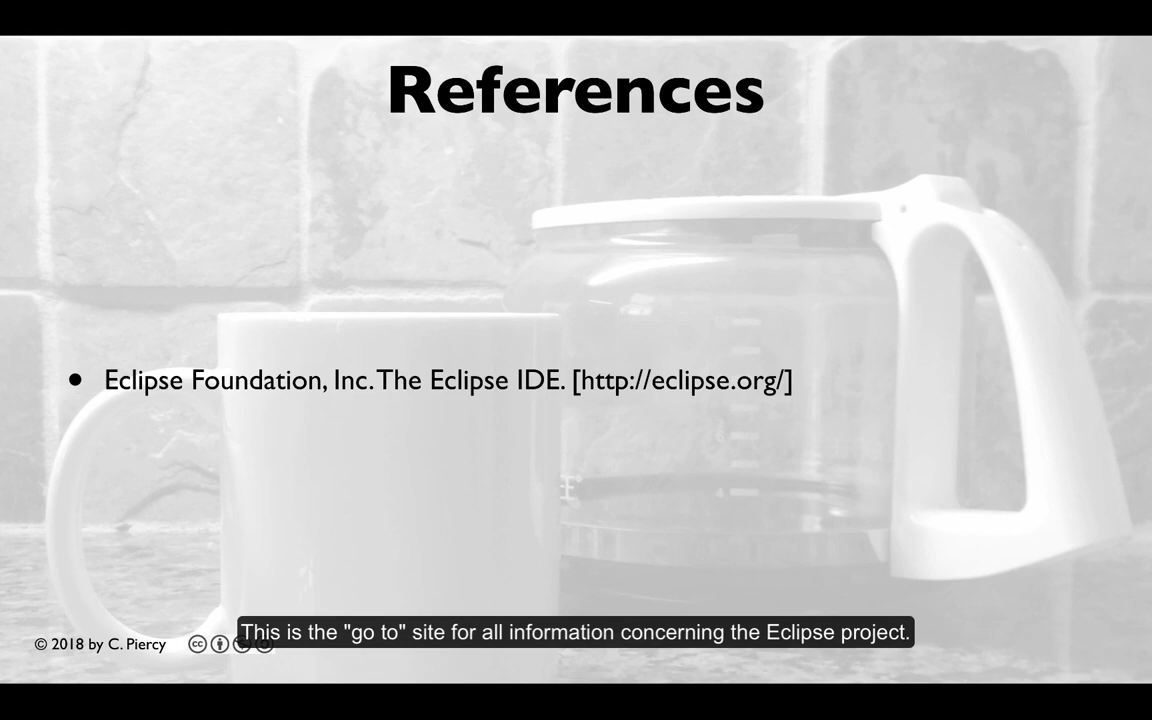 References
• Eclipse Foundation, Inc. The Eclipse IDE. [http://eclipse.org/]
This is the "go to" site for all information concerning the Eclipse project.
© 2018 by C. Piercy